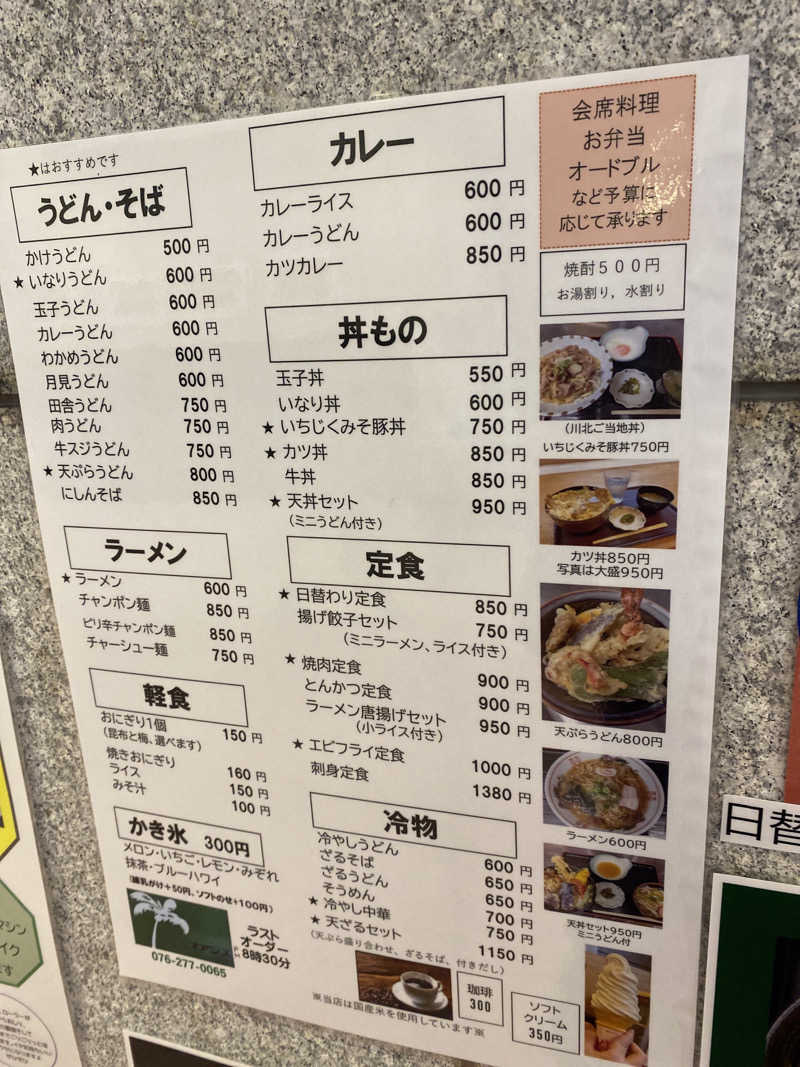 ★はおすすめです
うどん・そば
かけうどん 500円
★いなりうどん 600円
玉子うどん 600円
カレーうどん 600円
わかめうどん 600円
月見うどん 600円
田舎うどん 750円
肉うどん 750円
牛スジうどん 750円
★天ぷらうどん 800円
にしんそば 850円
ラーメン
★ラーメン 600円
チャンポン麺 850円
ピリ辛チャンポン麺 850円
チャーシュー麺 750円
軽食
おにぎり1個 150円
(昆布と梅、選べます)
焼きおにぎり 160円
ライス 150円
みそ汁 100円
かき氷 300円
メロン・いちご・レモン・みぞれ
抹茶・ブルーハワイ
(練乳がけ+50円、ソフトのせ+100円)
オアシス
076-277-0065
ラスト
オーダー
PM
8時30分
カレー
カレーライス 600円
カレーうどん 600円
カツカレー 850円
丼もの
玉子丼 550円
いなり丼 600円
★いちじくみそ豚丼 750円
★カツ丼 850円
牛丼 850円
★天丼セット 950円
(ミニうどん付き)
定食
★日替わり定食 850円
揚げ餃子セット 750円
(ミニラーメン、ライス付き)
★焼肉定食 900円
とんかつ定食 900円
ラーメン唐揚げセット 950円
(小ライス付き)
★エビフライ定食 1000円
刺身定食 1380円
冷物
冷やしうどん 600円
ざるそば 650円
ざるうどん 650円
そうめん 700円
★冷やし中華 750円
★天ざるセット 1150円
(天ぷら盛り合わせ、ざるそば、付きだし)
珈琲
300
ソフト
クリーム
350円
※当店は国産米を使用しています※
会席料理
お弁当
オードブル
など予算に
応じて承ります
焼酎500円
お湯割り,水割り
(川北ご当地丼)
いちじくみそ豚丼750円
カツ丼850円
写真は大盛950円
天ぷらうどん800円
ラーメン600円
天丼セット950円
ミニうどん付
日替
マシン
イク
ます